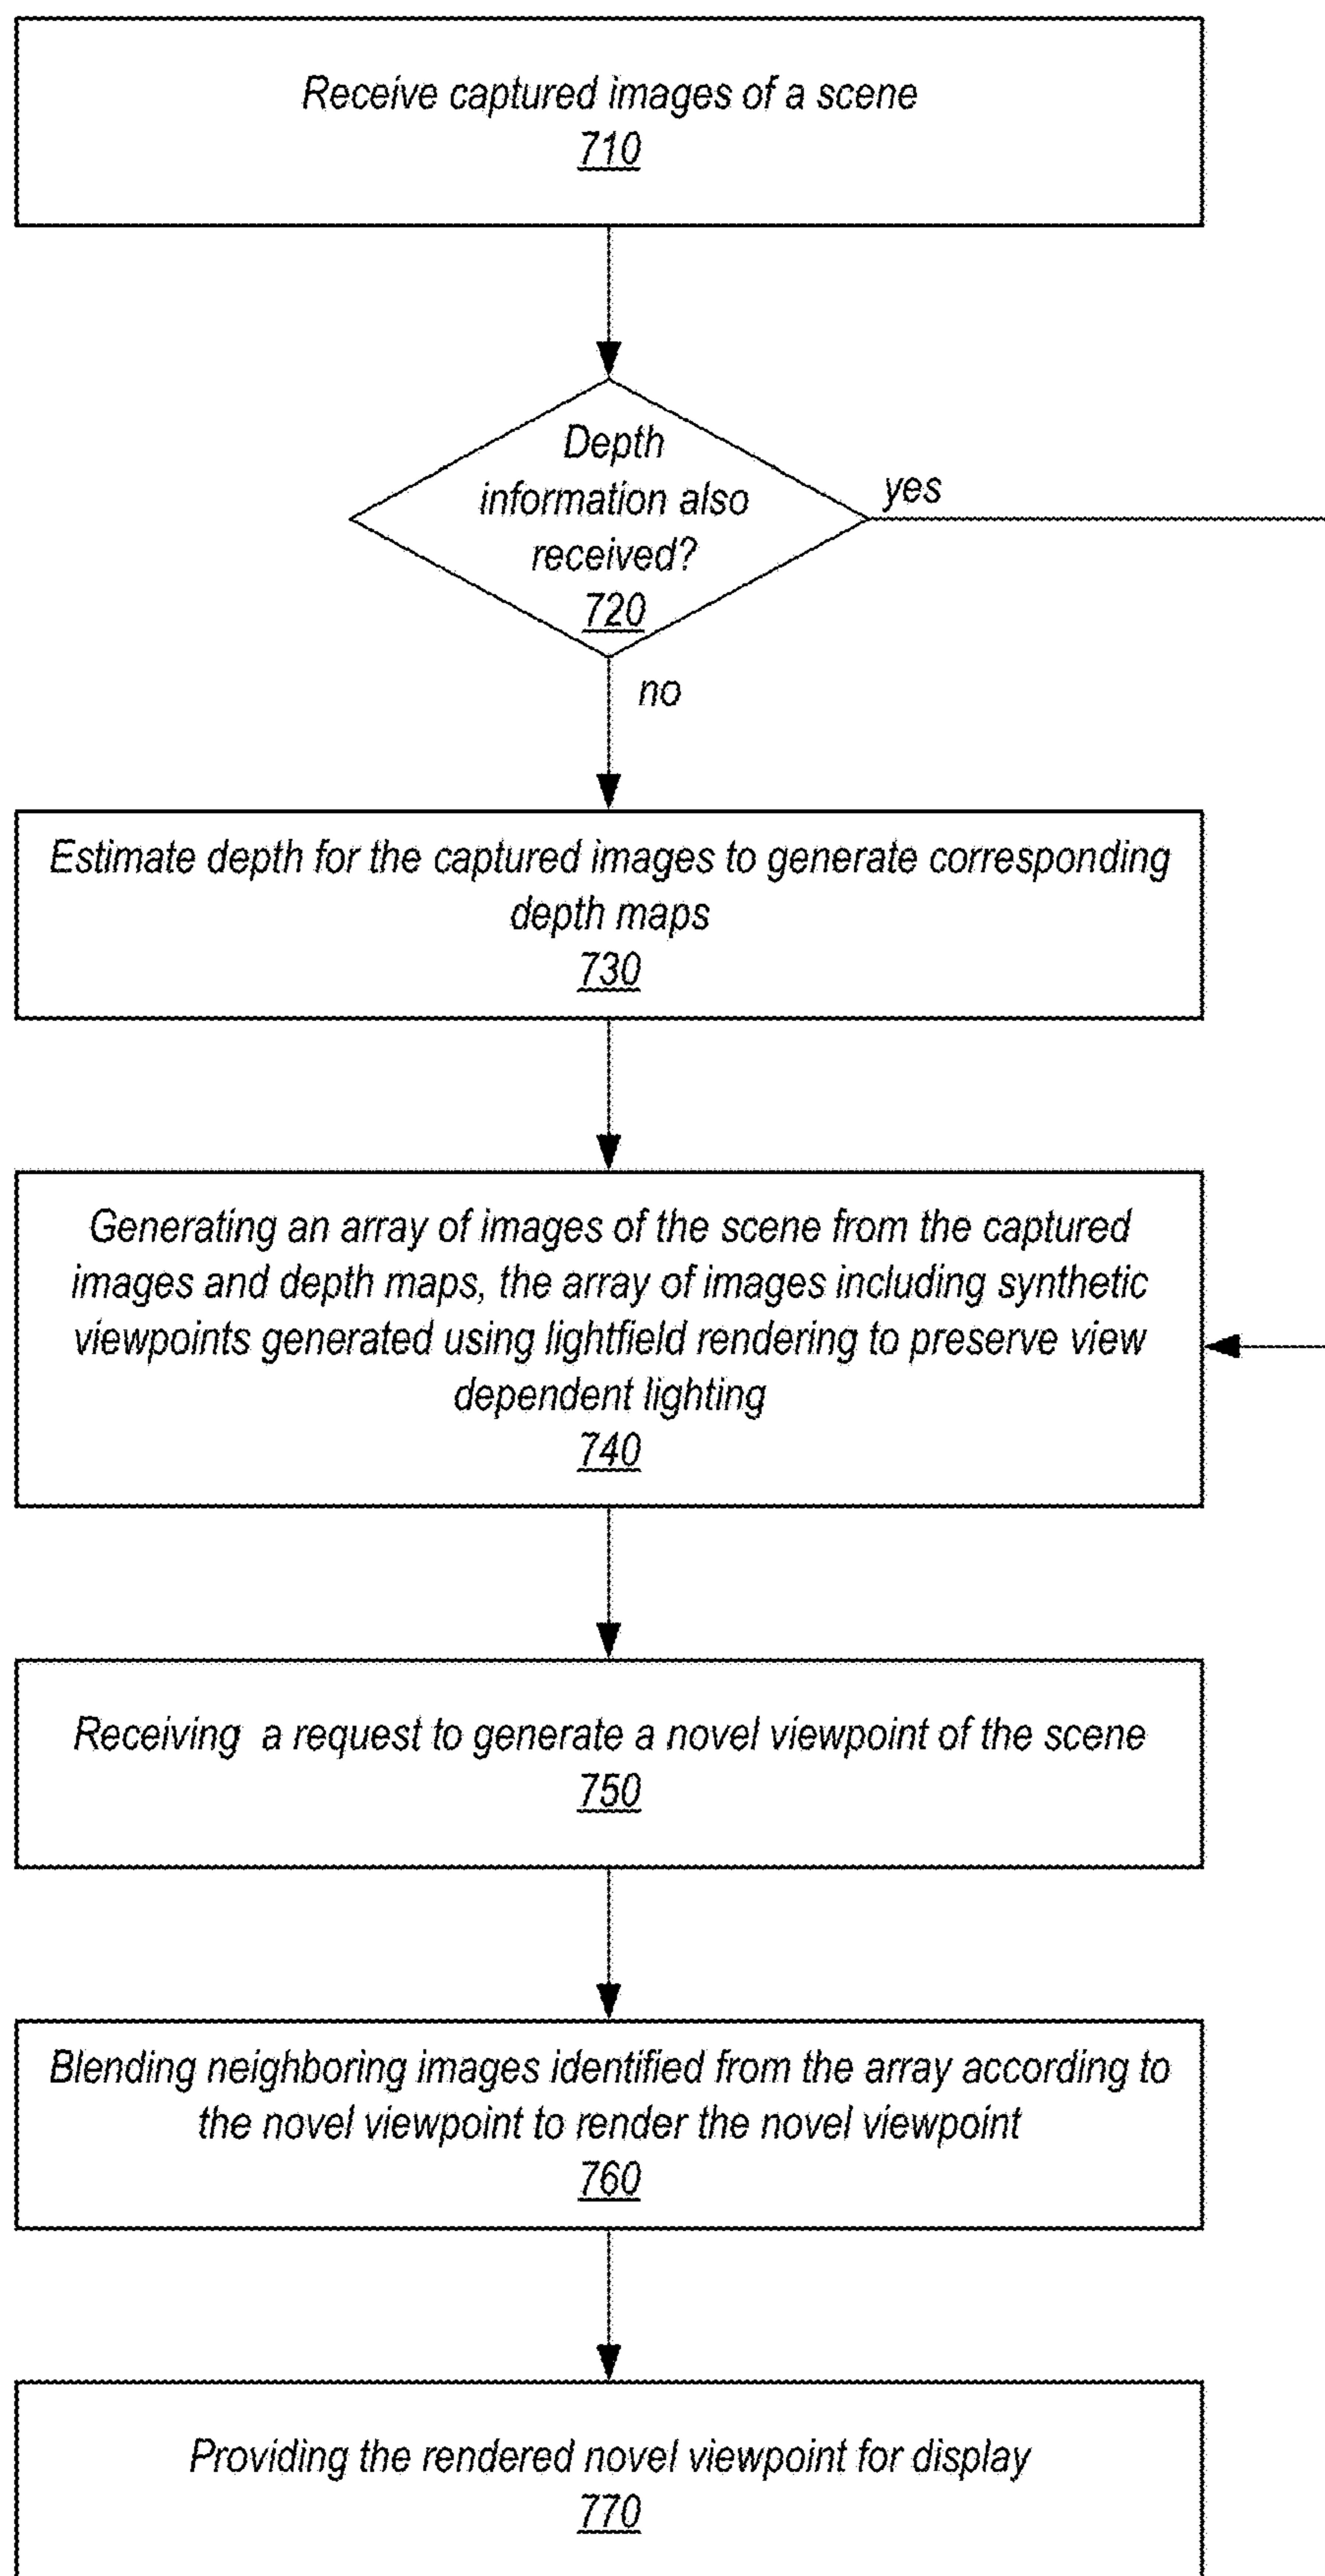 Receive captured images of a scene
710
Depth
information also
received?
720
yes
no
Estimate depth for the captured images to generate corresponding
depth maps
730
Generating an array of images of the scene from the captured
images and depth maps, the array of images including synthetic
viewpoints generated using lightfield rendering to preserve view
dependent lighting
740
Receiving a request to generate a novel viewpoint of the scene
750
Blending neighboring images identified from the array according to
the novel viewpoint to render the novel viewpoint
760
Providing the rendered novel viewpoint for display
770